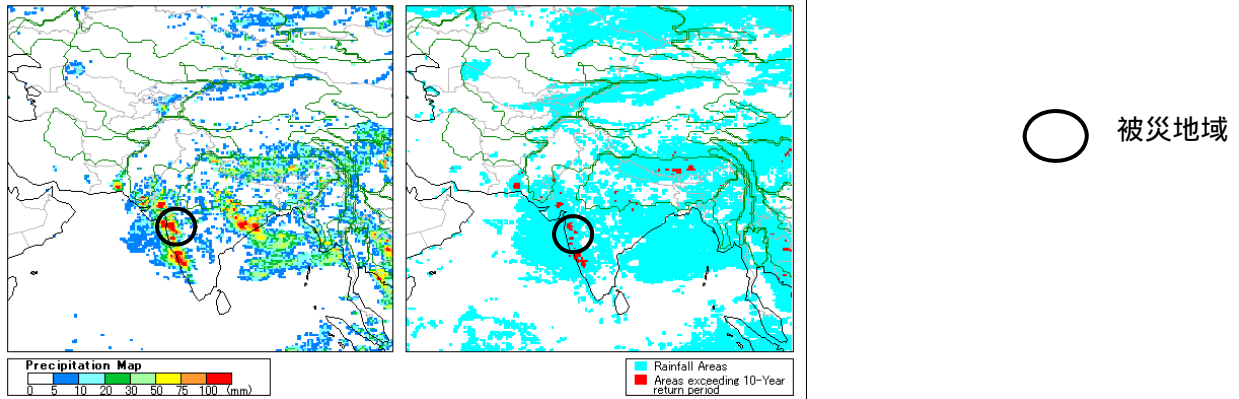 被災地域
Precipitation Map
0 5 10 20 30 50 75 100 (mm)
Rainfall Areas
Areas exceeding 10-Year
return period